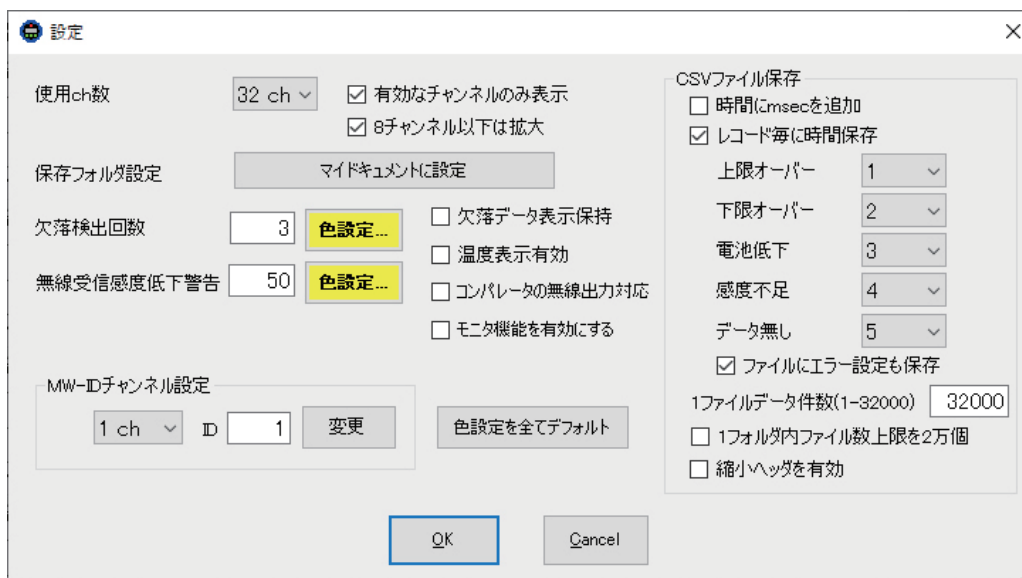 設定
使用ch数 32 ch
有効なチャンネルのみ表示
8チャンネル以下は拡大
保存フォルダ設定 マイドキュメントに設定
欠落検出回数 3 色設定...
無線受信感度低下警告 50 色設定...
欠落データ表示保持
温度表示有効
コンパレータの無線出力対応
モニタ機能を有効にする
MW-IDチャンネル設定
1 ch ID 1 変更
色設定を全てデフォルト
CSVファイル保存
時間にmsecを追加
レコード毎に時間保存
上限オーバー 1
下限オーバー 2
電池低下 3
感度不足 4
データ無し 5
ファイルにエラー設定も保存
1ファイルデータ件数(1-32000) 32000
1フォルダ内ファイル数上限を2万個
縮小ヘッダを有効
OK Cancel